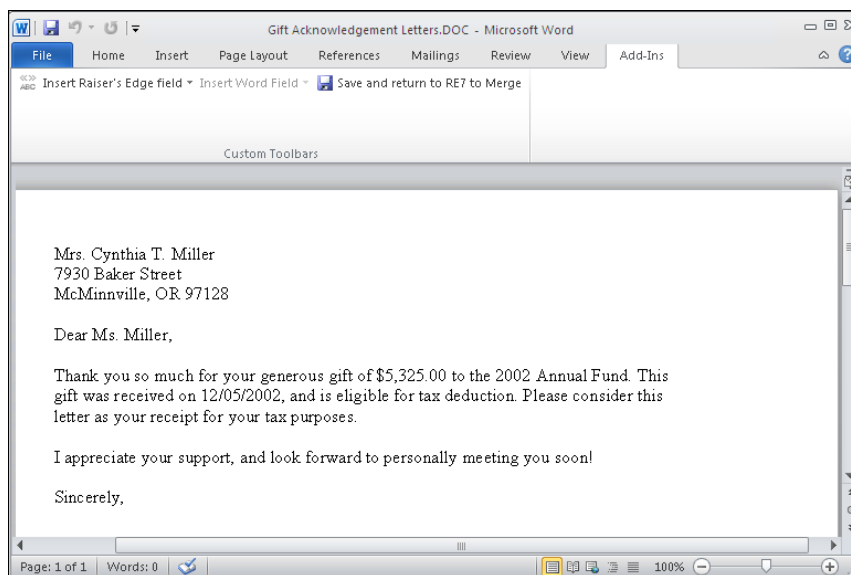 Gift Acknowledgement Letters.DOC - Microsoft Word
File Home Insert Page Layout References Mailings Review View Add-Ins
Insert Raiser's Edge field Insert Word Field Save and return to RE7 to Merge
Custom Toolbars
Mrs. Cynthia T. Miller
7930 Baker Street
McMinnville, OR 97128
Dear Ms. Miller,
Thank you so much for your generous gift of $5,325.00 to the 2002 Annual Fund. This
gift was received on 12/05/2002, and is eligible for tax deduction. Please consider this
letter as your receipt for your tax purposes.
I appreciate your support, and look forward to personally meeting you soon!
Sincerely,
Page: 1 of 1 Words: 0 100%